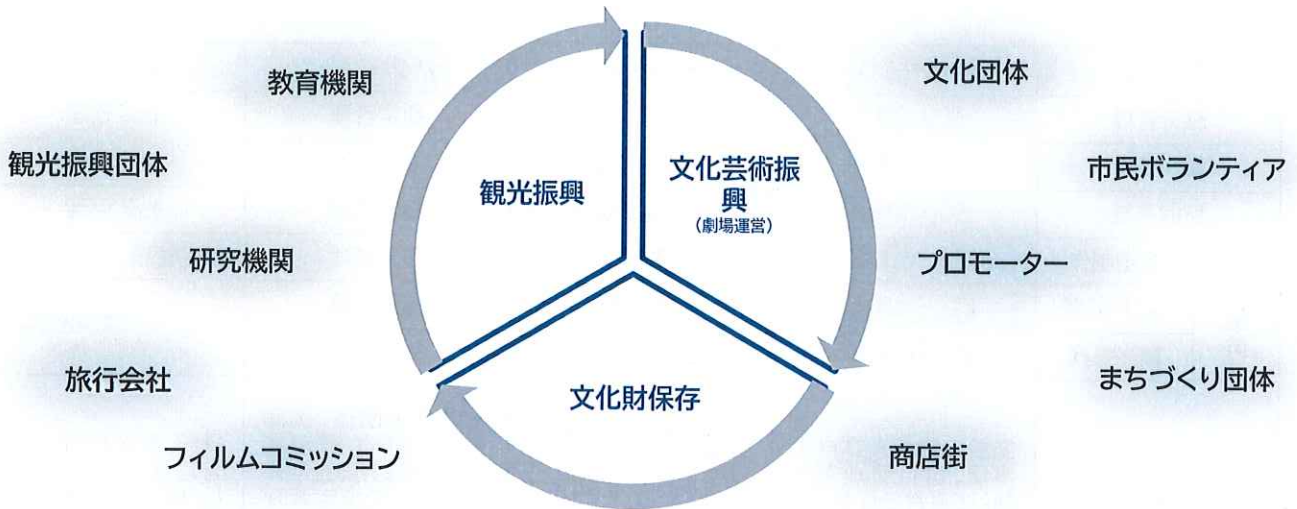 教育機関
観光振興団体
研究機関
旅行会社
フィルムコミッション
観光振興
文化芸術振
興
(劇場運営)
文化財保存
文化団体
市民ボランティア
プロモーター
まちづくり団体
商店街